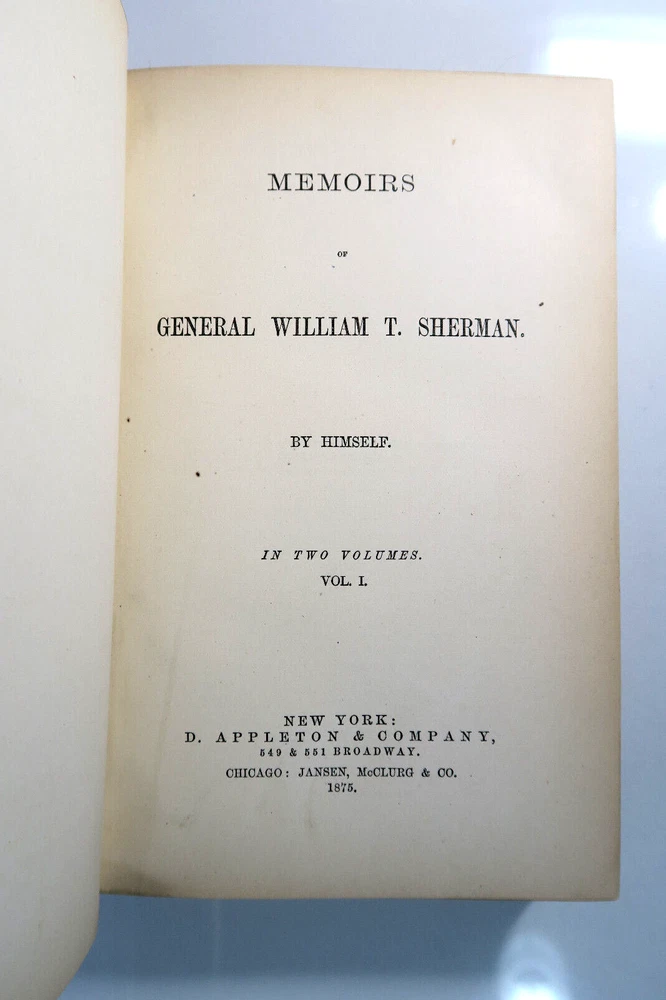 MEMOIRS
OF
GENERAL WILLIAM T. SHERMAN.
BY HIMSELF.
IN TWO VOLUMES.
VOL. I.
NEW YORK:
D. APPLETON & COMPANY,
549 & 551 BROADWAY.
CHICAGO: JANSEN, McCLURG & CO.
1875.